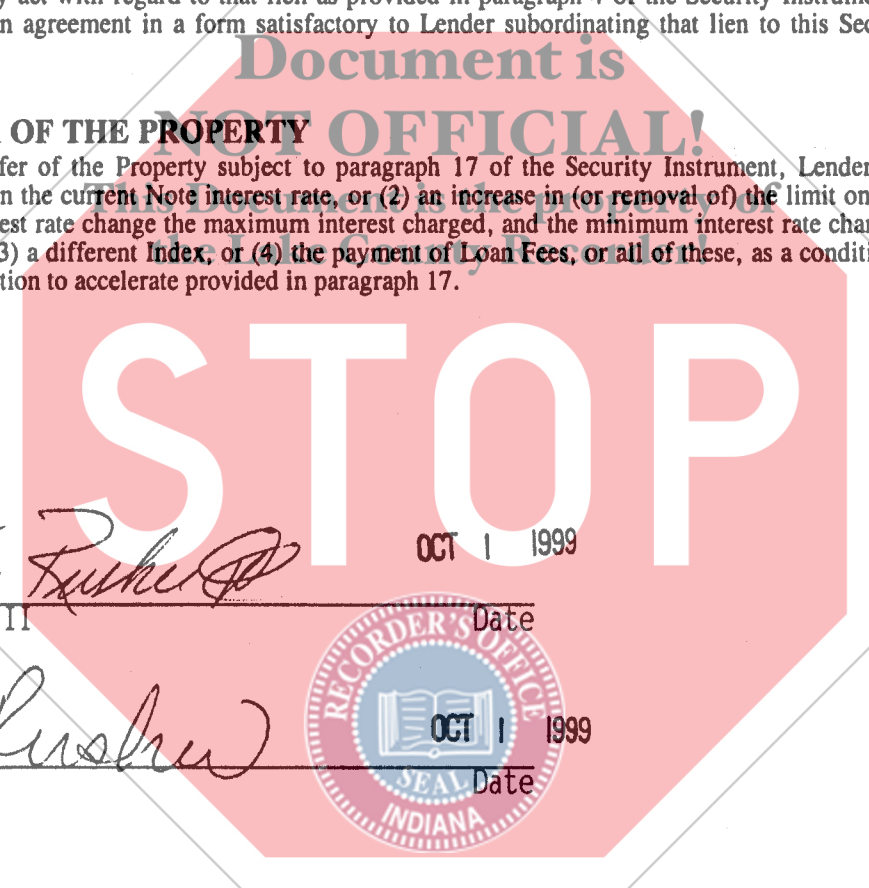 y act with regard to that lien as provided in paragraph 4 of the Security Instrume
n agreement in a form satisfactory to Lender subordinating that lien to this Sec
Document is
NOT OFFICIAL!
This Document is the property of
the Lake County Recorder!
OF THE PROPERTY
fer of the Property subject to paragraph 17 of the Security Instrument, Lender
n the current Note interest rate, or (2) an increase in (or removal of) the limit on
est rate change the maximum interest charged, and the minimum interest rate char
3) a different Index, or (4) the payment of Loan Fees, or all of these, as a conditi
tion to accelerate provided in paragraph 17.
STOP
OCT 1 1999
II
Date
OCT 1 1999
Date
RECORDER'S OFFICE
SEAL
INDIANA